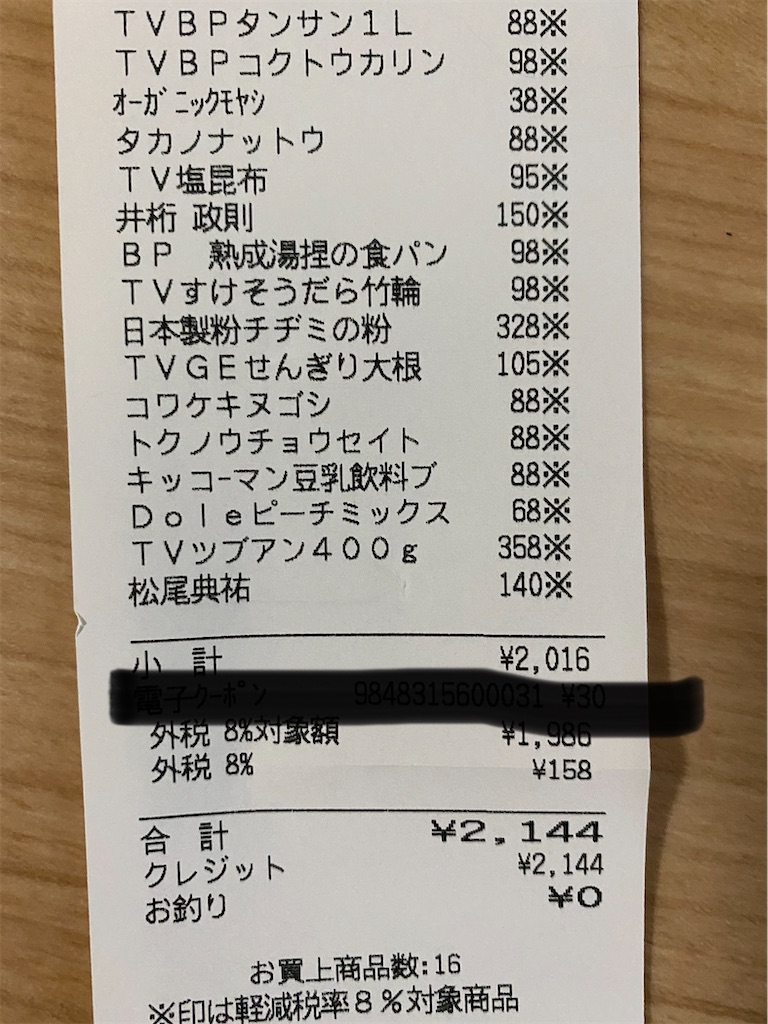 TVBPタンサン1L 88※
TVBPコクトウカリン 98※
オーガニックモヤシ 38※
タカノナットウ 88※
TV塩昆布 95※
井桁 政則 150※
BP 熟成湯捏の食パン 98※
TVすけそうだら竹輪 98※
日本製粉チヂミの粉 328※
TVGEせんぎり大根 105※
コワケキヌゴシ 88※
トクノウチョウセイト 88※
キッコーマン豆乳飲料ブ 88※
Doleピーチミックス 68※
TVツブアン400g 358※
松尾典祐 140※
小 計 ¥2,016
電子クーポン 9848315600031 ¥30
外税 8%対象額 ¥1,986
外税 8% ¥158
合 計 ¥2,144
クレジット ¥2,144
お釣り ¥0
お買上商品数:16
※印は軽減税率8%対象商品